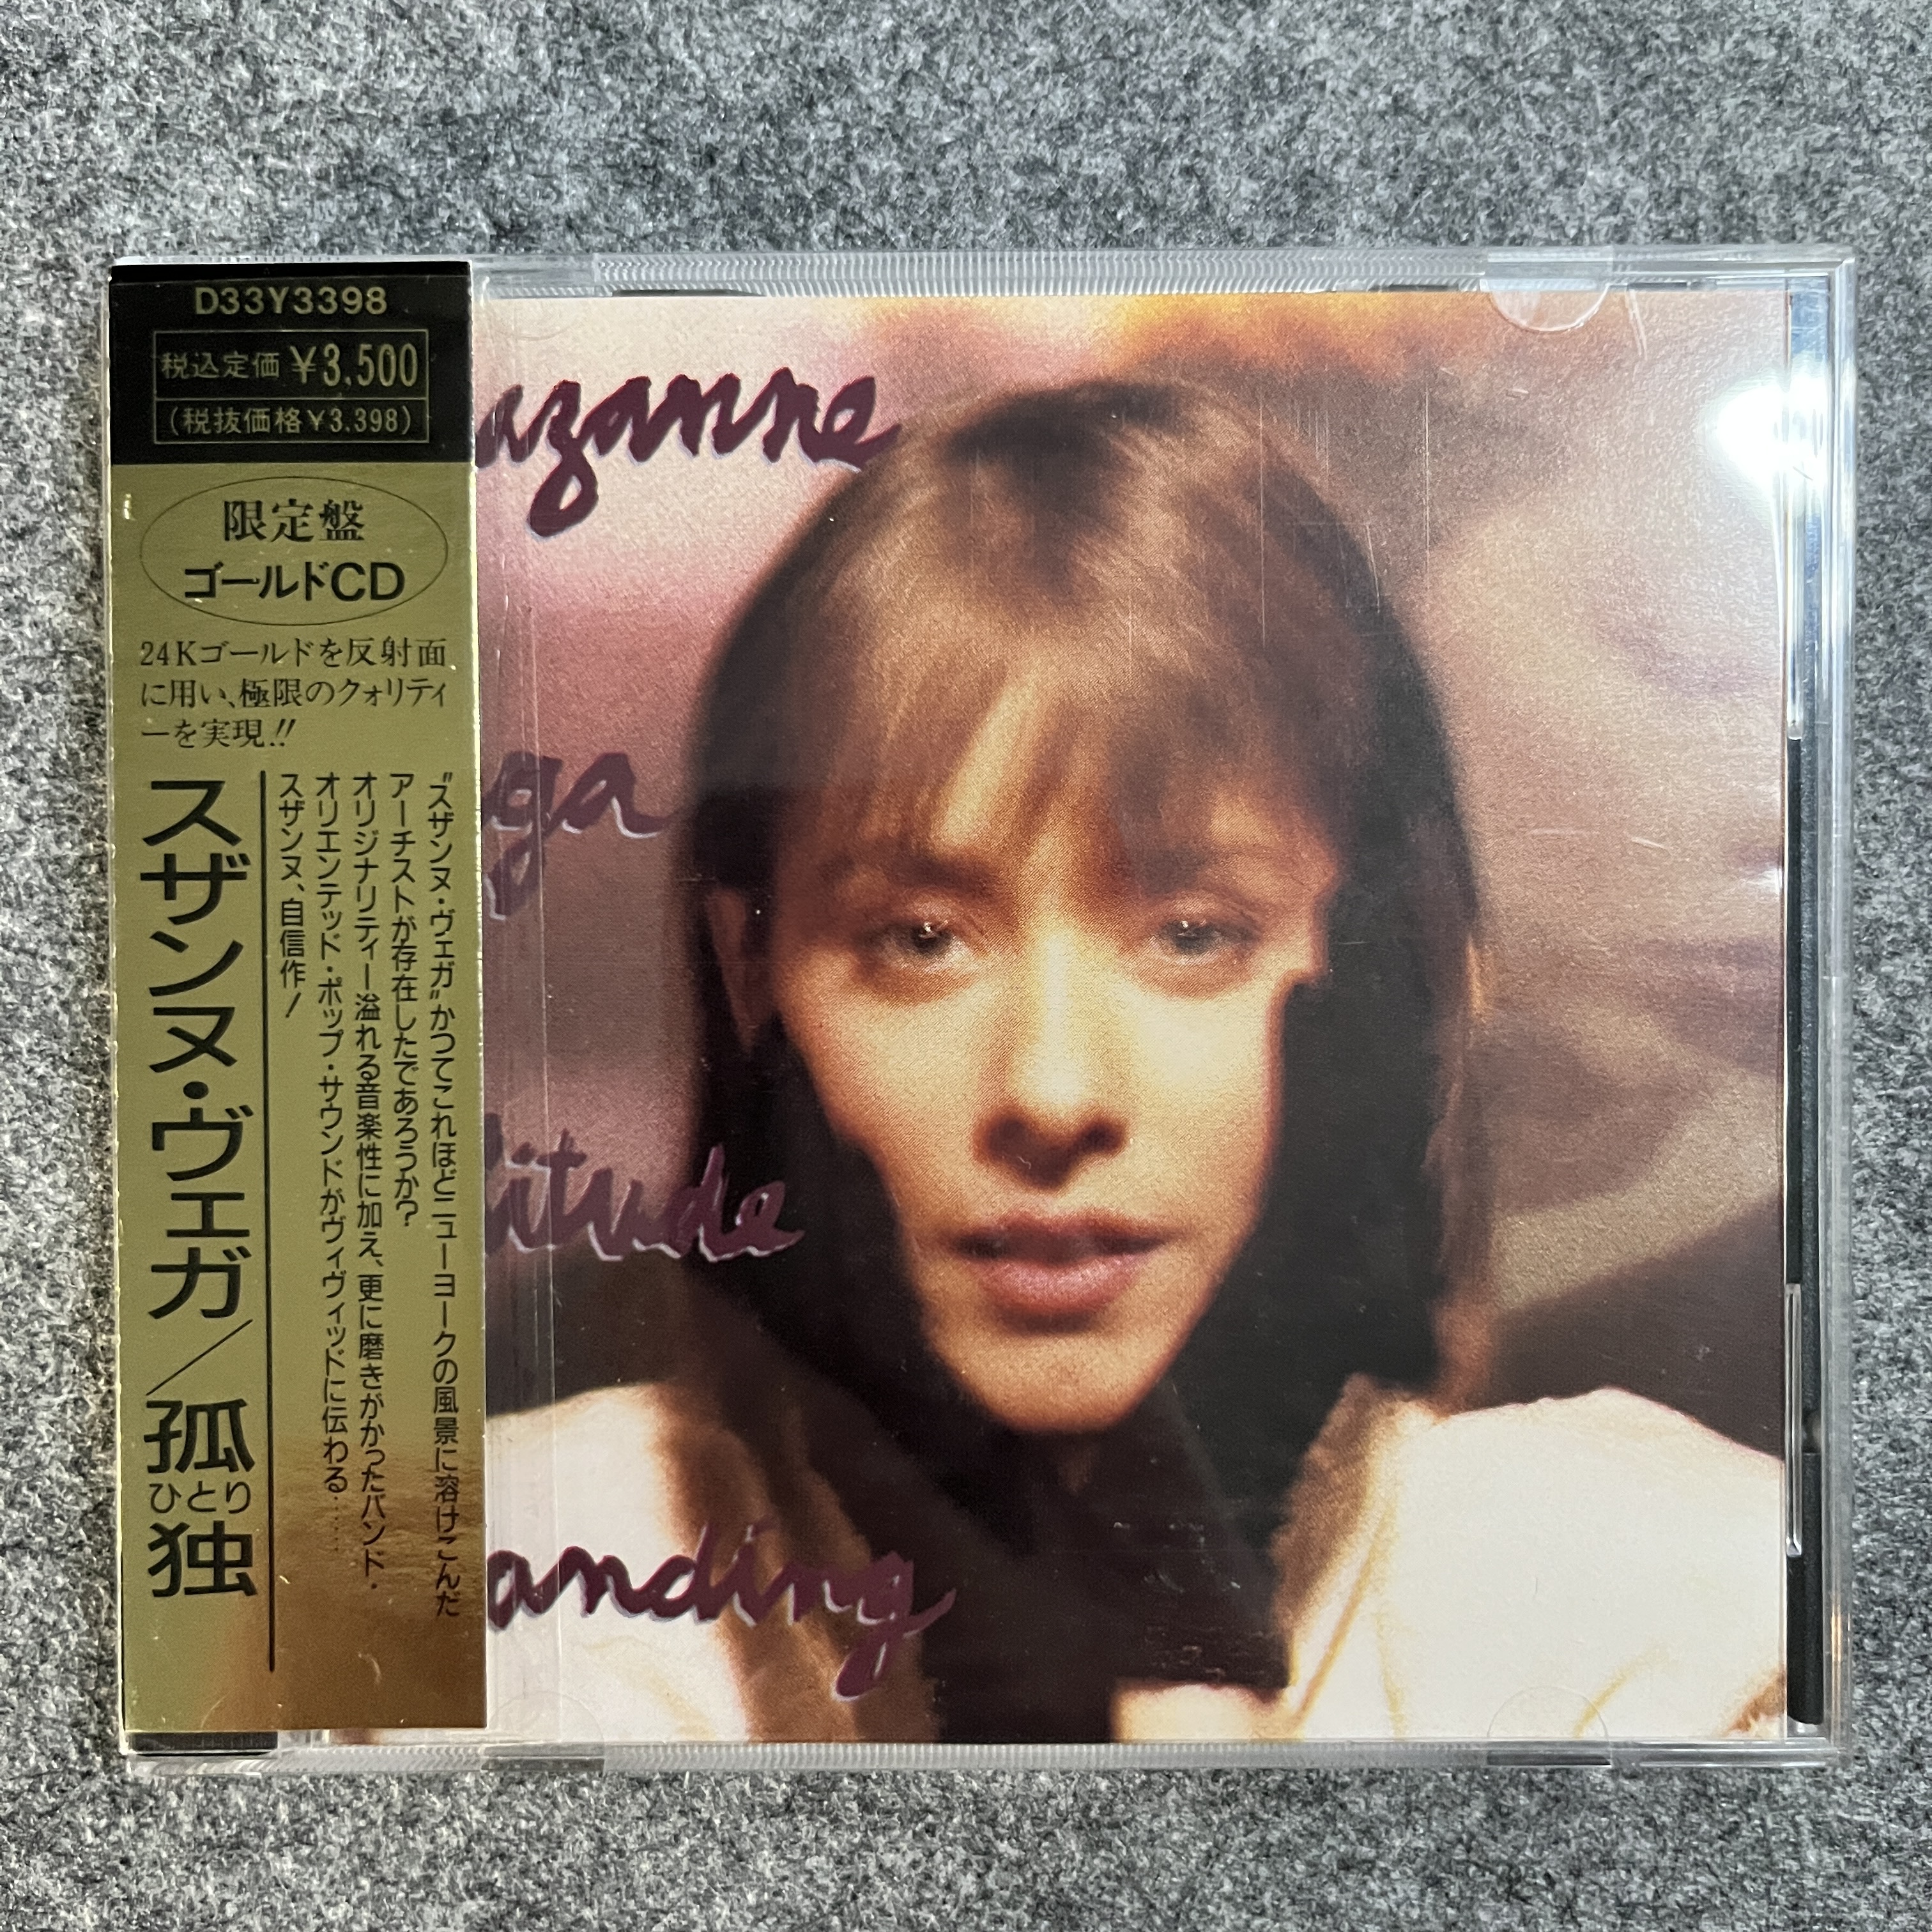 D33Y3398
税込定価 ¥3,500
(税抜価格¥3.398)
限定盤
ゴールドCD
24Kゴールドを反射面
に用い、極限のクォリティ
ーを実現!!
"スザンヌ・ヴェガ"かつてこれほどニューヨークの風景に溶けこんだ
アーチストが存在したであろうか?
オリジナリティー溢れる音楽性に加え、更に磨きがかったバンド・
オリエンテッド・ポップ・サウンドがヴィヴィッドに伝わる……
スザンヌ、自信作!
スザンヌ・ヴェガ/孤独
ひとり
uzanne
ga
litude
anding